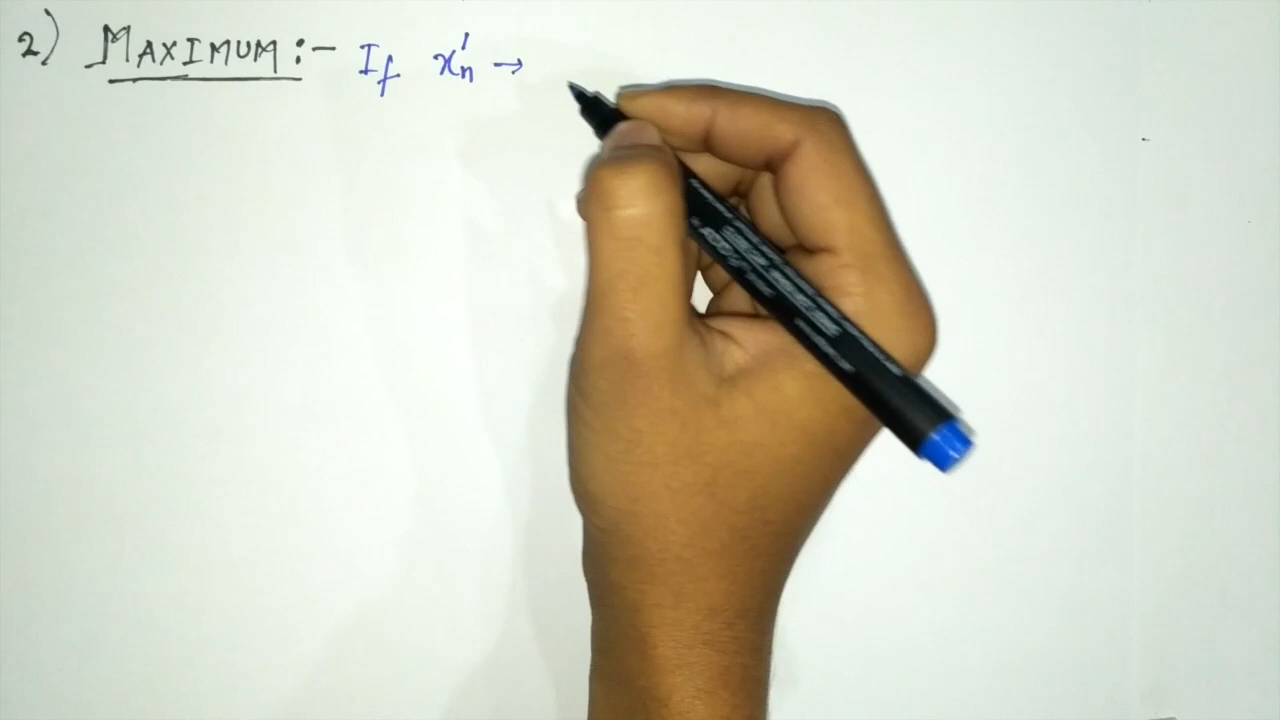 2) MAXIMUM :- If x'n →